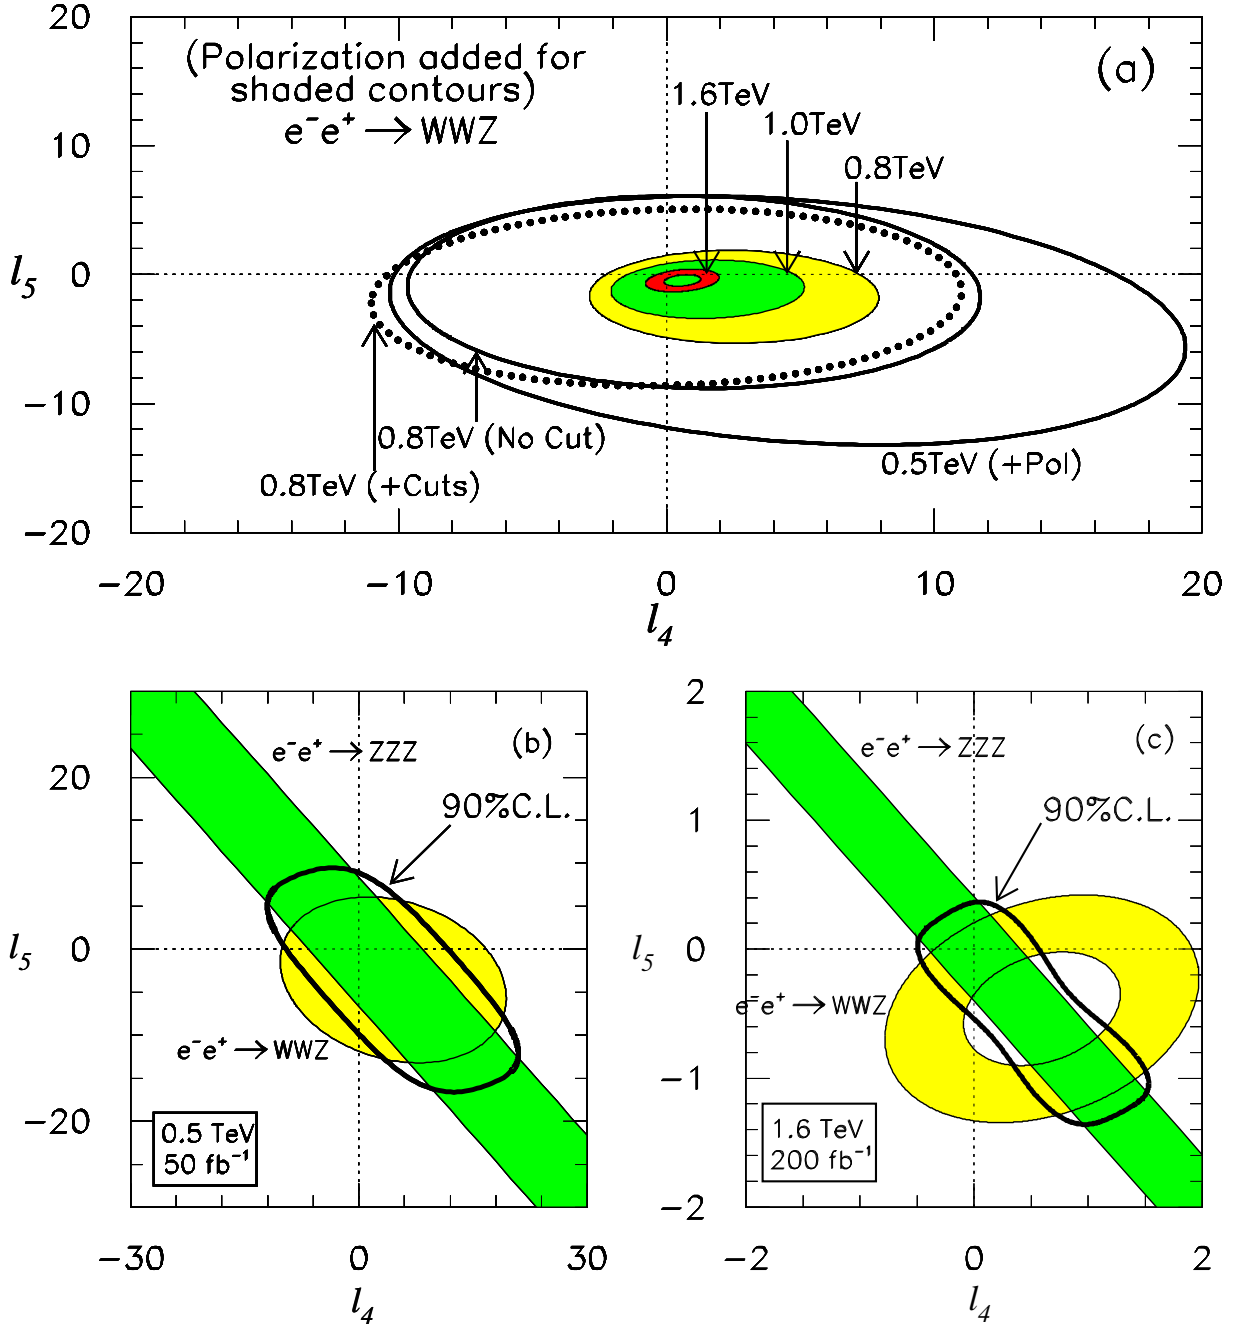 20
(Polarization added for
shaded contours)
e⁻e⁺ → WWZ
(a)
1.6TeV
1.0TeV
0.8TeV
10
l₅
0
−10
0.8TeV (No Cut)
0.5TeV (+Pol)
0.8TeV (+Cuts)
−20
−20 −10 0 10 20
l₄
e⁻e⁺ → ZZZ
(b)
20
90%C.L.
l₅
0
e⁻e⁺ → WWZ
−20
0.5 TeV
50 fb⁻¹
−30 0 30
l₄
2
e⁻e⁺ → ZZZ
(c)
1
90%C.L.
l₅
0
e⁻e⁺ → WWZ
−1
1.6 TeV
200 fb⁻¹
−2
−2 0 2
l₄